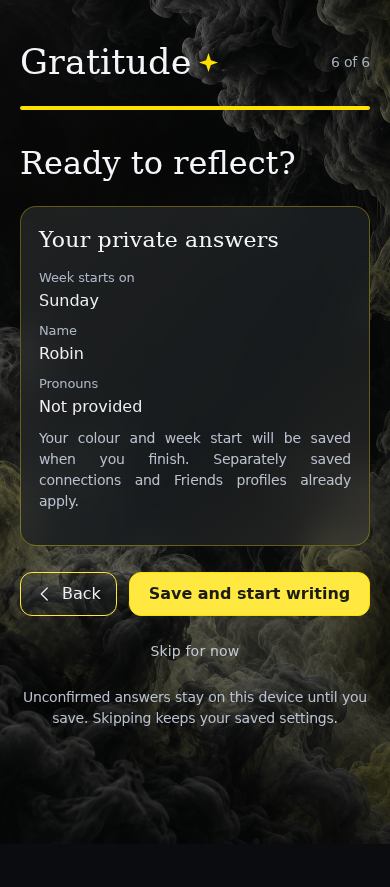 Gratitude
6 of 6
Ready to reflect?
Your private answers
Week starts on
Sunday
Name
Robin
Pronouns
Not provided
Your colour and week start will be saved
when you finish. Separately saved
connections and Friends profiles already
apply.
Back
Save and start writing
Skip for now
Unconfirmed answers stay on this device until you
save. Skipping keeps your saved settings.